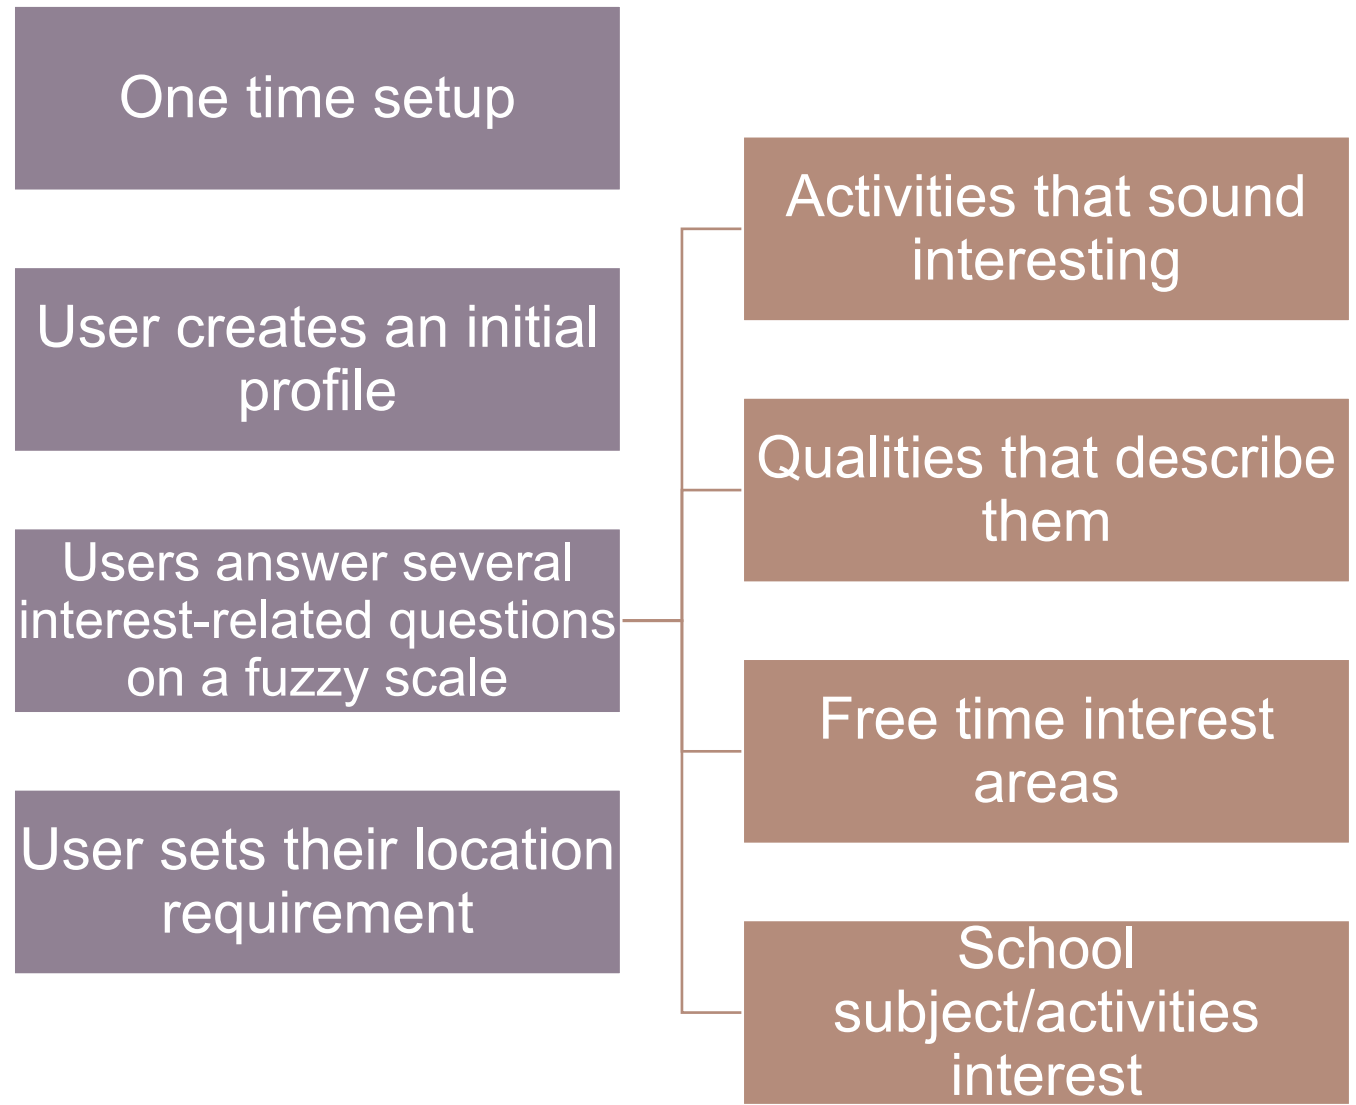 One time setup
User creates an initial
profile
Users answer several
interest-related questions
on a fuzzy scale
User sets their location
requirement
Activities that sound
interesting
Qualities that describe
them
Free time interest
areas
School
subject/activities
interest